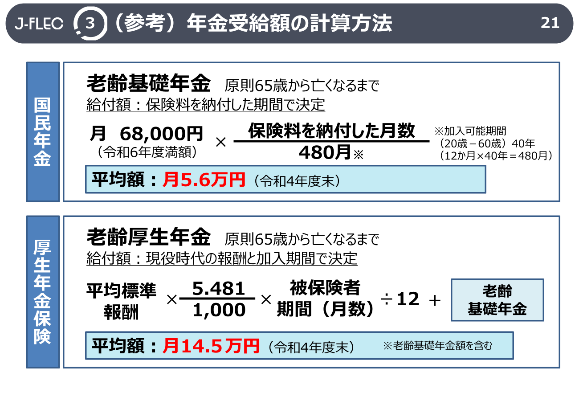 J-FLEC 3 （参考）年金受給額の計算方法 21
国民年金
老齢基礎年金 原則65歳から亡くなるまで
給付額：保険料を納付した期間で決定
月 68,000円 × 保険料を納付した月数
（令和6年度満額） 480月※
※加入可能期間
（20歳－60歳）40年
（12か月×40年＝480月）
平均額：月5.6万円（令和4年度末）
厚生年金保険
老齢厚生年金 原則65歳から亡くなるまで
給付額：現役時代の報酬と加入期間で決定
平均標準
報酬
×
5.481
1,000
×
被保険者
期間（月数）
÷12 ＋
老齢
基礎年金
平均額：月14.5万円（令和4年度末） ※老齢基礎年金額を含む